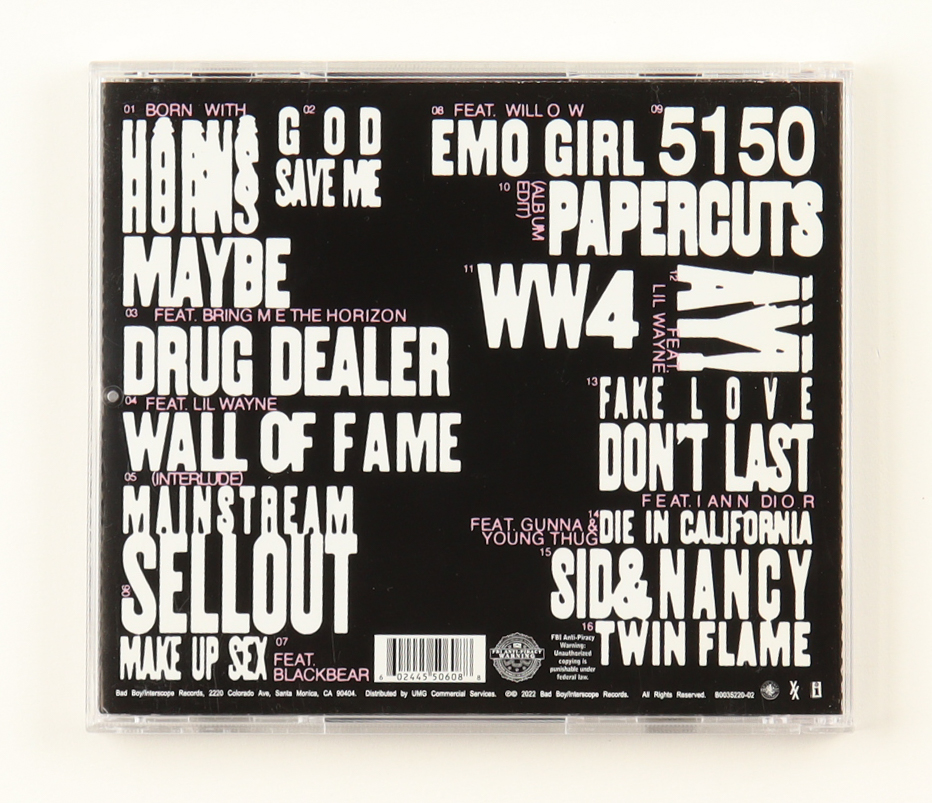 01 BORN WITH
HORNS
HORNS
02
GOD
SAVE ME
MAYBE
03 FEAT. BRING ME THE HORIZON
DRUG DEALER
04 FEAT. LIL WAYNE
WALL OF FAME
05 (INTERLUDE)
MAINSTREAM
SELLOUT
06
MAKE UP SEX
07
FEAT.
BLACKBEAR
08 FEAT. WILLOW
EMO GIRL
09
5150
10
(ALBUM
EDIT)
PAPERCUTS
11
WW4
12
AY!
FEAT.
LIL WAYNE
13
FAKE LOVE
DON'T LAST
FEAT. IANN DIOR
14
DIE IN CALIFORNIA
FEAT. GUNNA &
YOUNG THUG
15
SID & NANCY
16
TWIN FLAME
6 02445 50608 8
FBI ANTI-PIRACY
WARNING
FBI Anti-Piracy
Warning:
Unauthorized
copying is
punishable under
federal law.
Bad Boy/Interscope Records, 2220 Colorado Ave, Santa Monica, CA 90404. Distributed by UMG Commercial Services. ℗© 2022 Bad Boy/Interscope Records. All Rights Reserved. B0035220-02